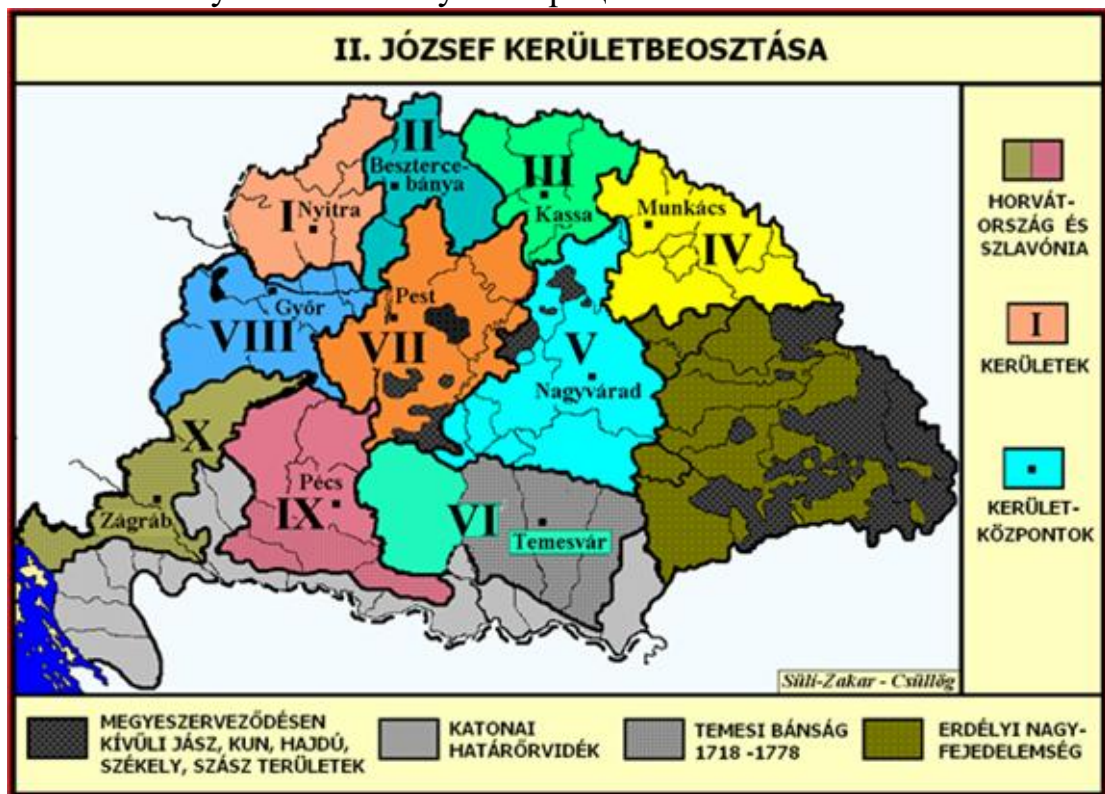 II. JÓZSEF KERÜLETBEOSZTÁSA
II
Besztercebánya
III
Kassa
I
Nyitra
Munkács
IV
Győr
VIII
Pest
VII
V
Nagyvárad
X
Zágráb
Pécs
IX
VI
Temesvár
Süli-Zakar - Csüllög
HORVÁT-
ORSZÁG ÉS
SZLAVÓNIA
I
KERÜLETEK
KERÜLET-
KÖZPONTOK
MEGYESZERVEZŐDÉSEN
KÍVÜLI JÁSZ, KUN, HAJDÚ,
SZÉKELY, SZÁSZ TERÜLETEK
KATONAI
HATÁRŐRVIDÉK
TEMESI BÁNSÁG
1718 -1778
ERDÉLYI NAGY-
FEJEDELEMSÉG